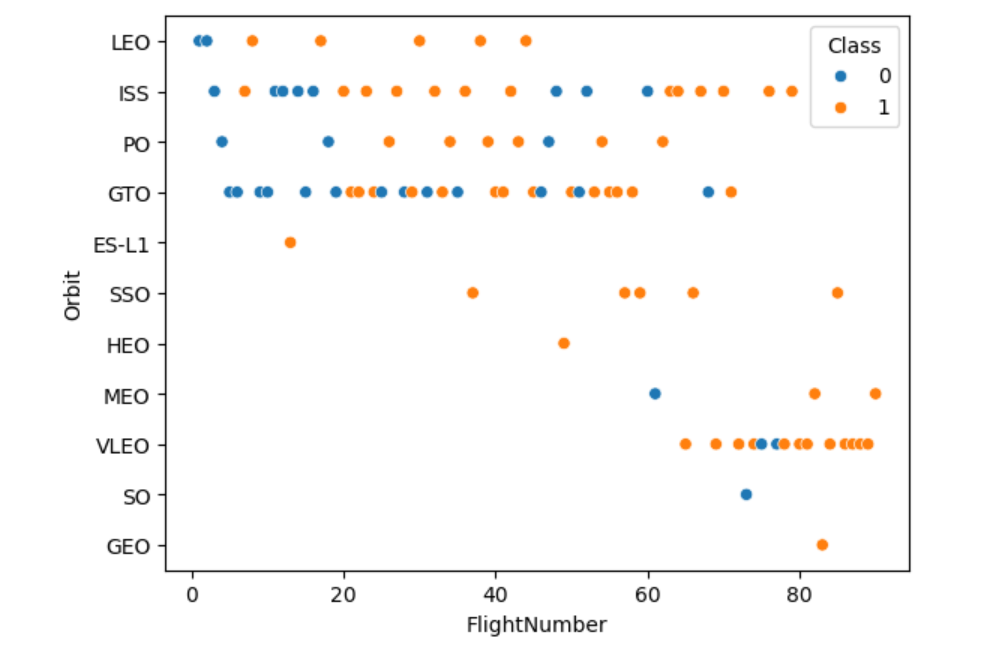 LEO
ISS
PO
GTO
ES-L1
SSO
HEO
MEO
VLEO
SO
GEO
Orbit
Class
0
1
0 20 40 60 80
FlightNumber